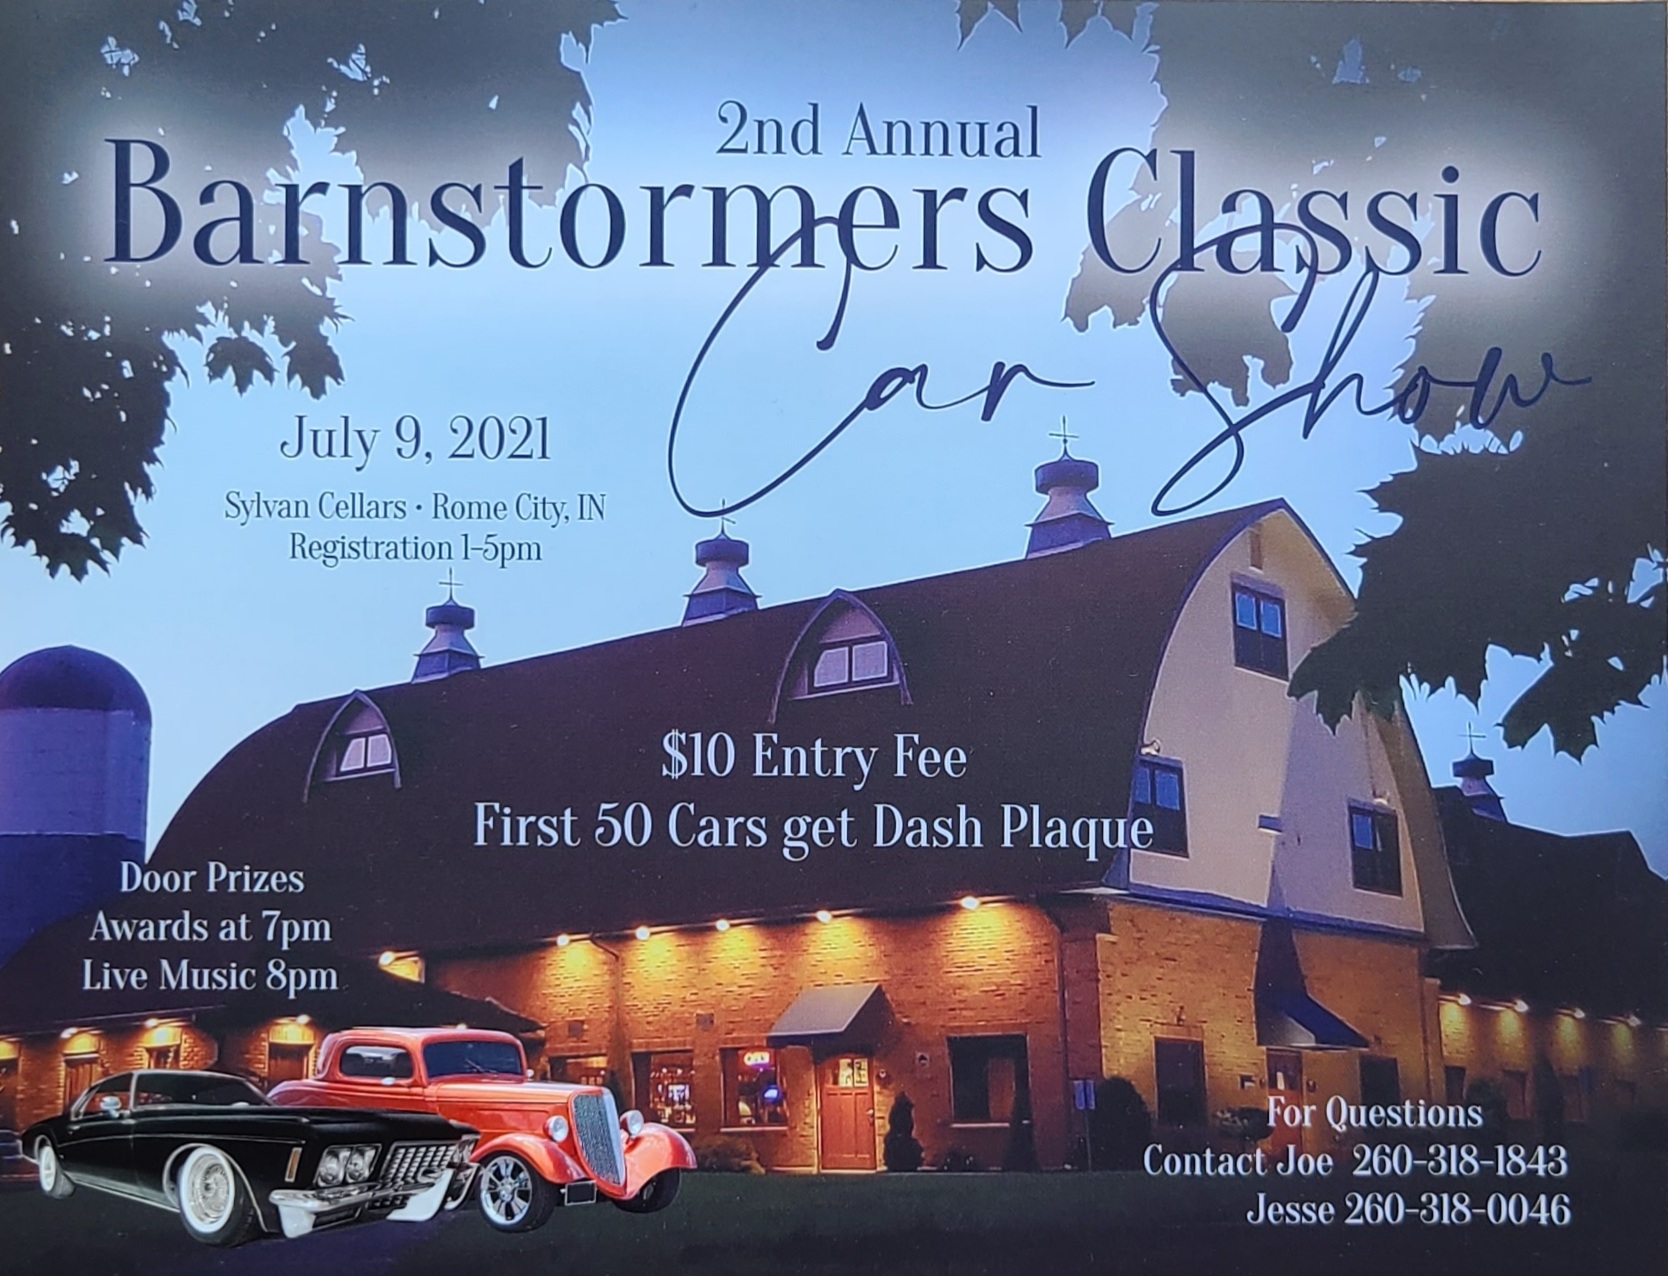 2nd Annual
Barnstormers Classic
Car Show
July 9, 2021
Sylvan Cellars • Rome City, IN
Registration 1-5pm
$10 Entry Fee
First 50 Cars get Dash Plaque
Door Prizes
Awards at 7pm
Live Music 8pm
For Questions
Contact Joe 260-318-1843
Jesse 260-318-0046